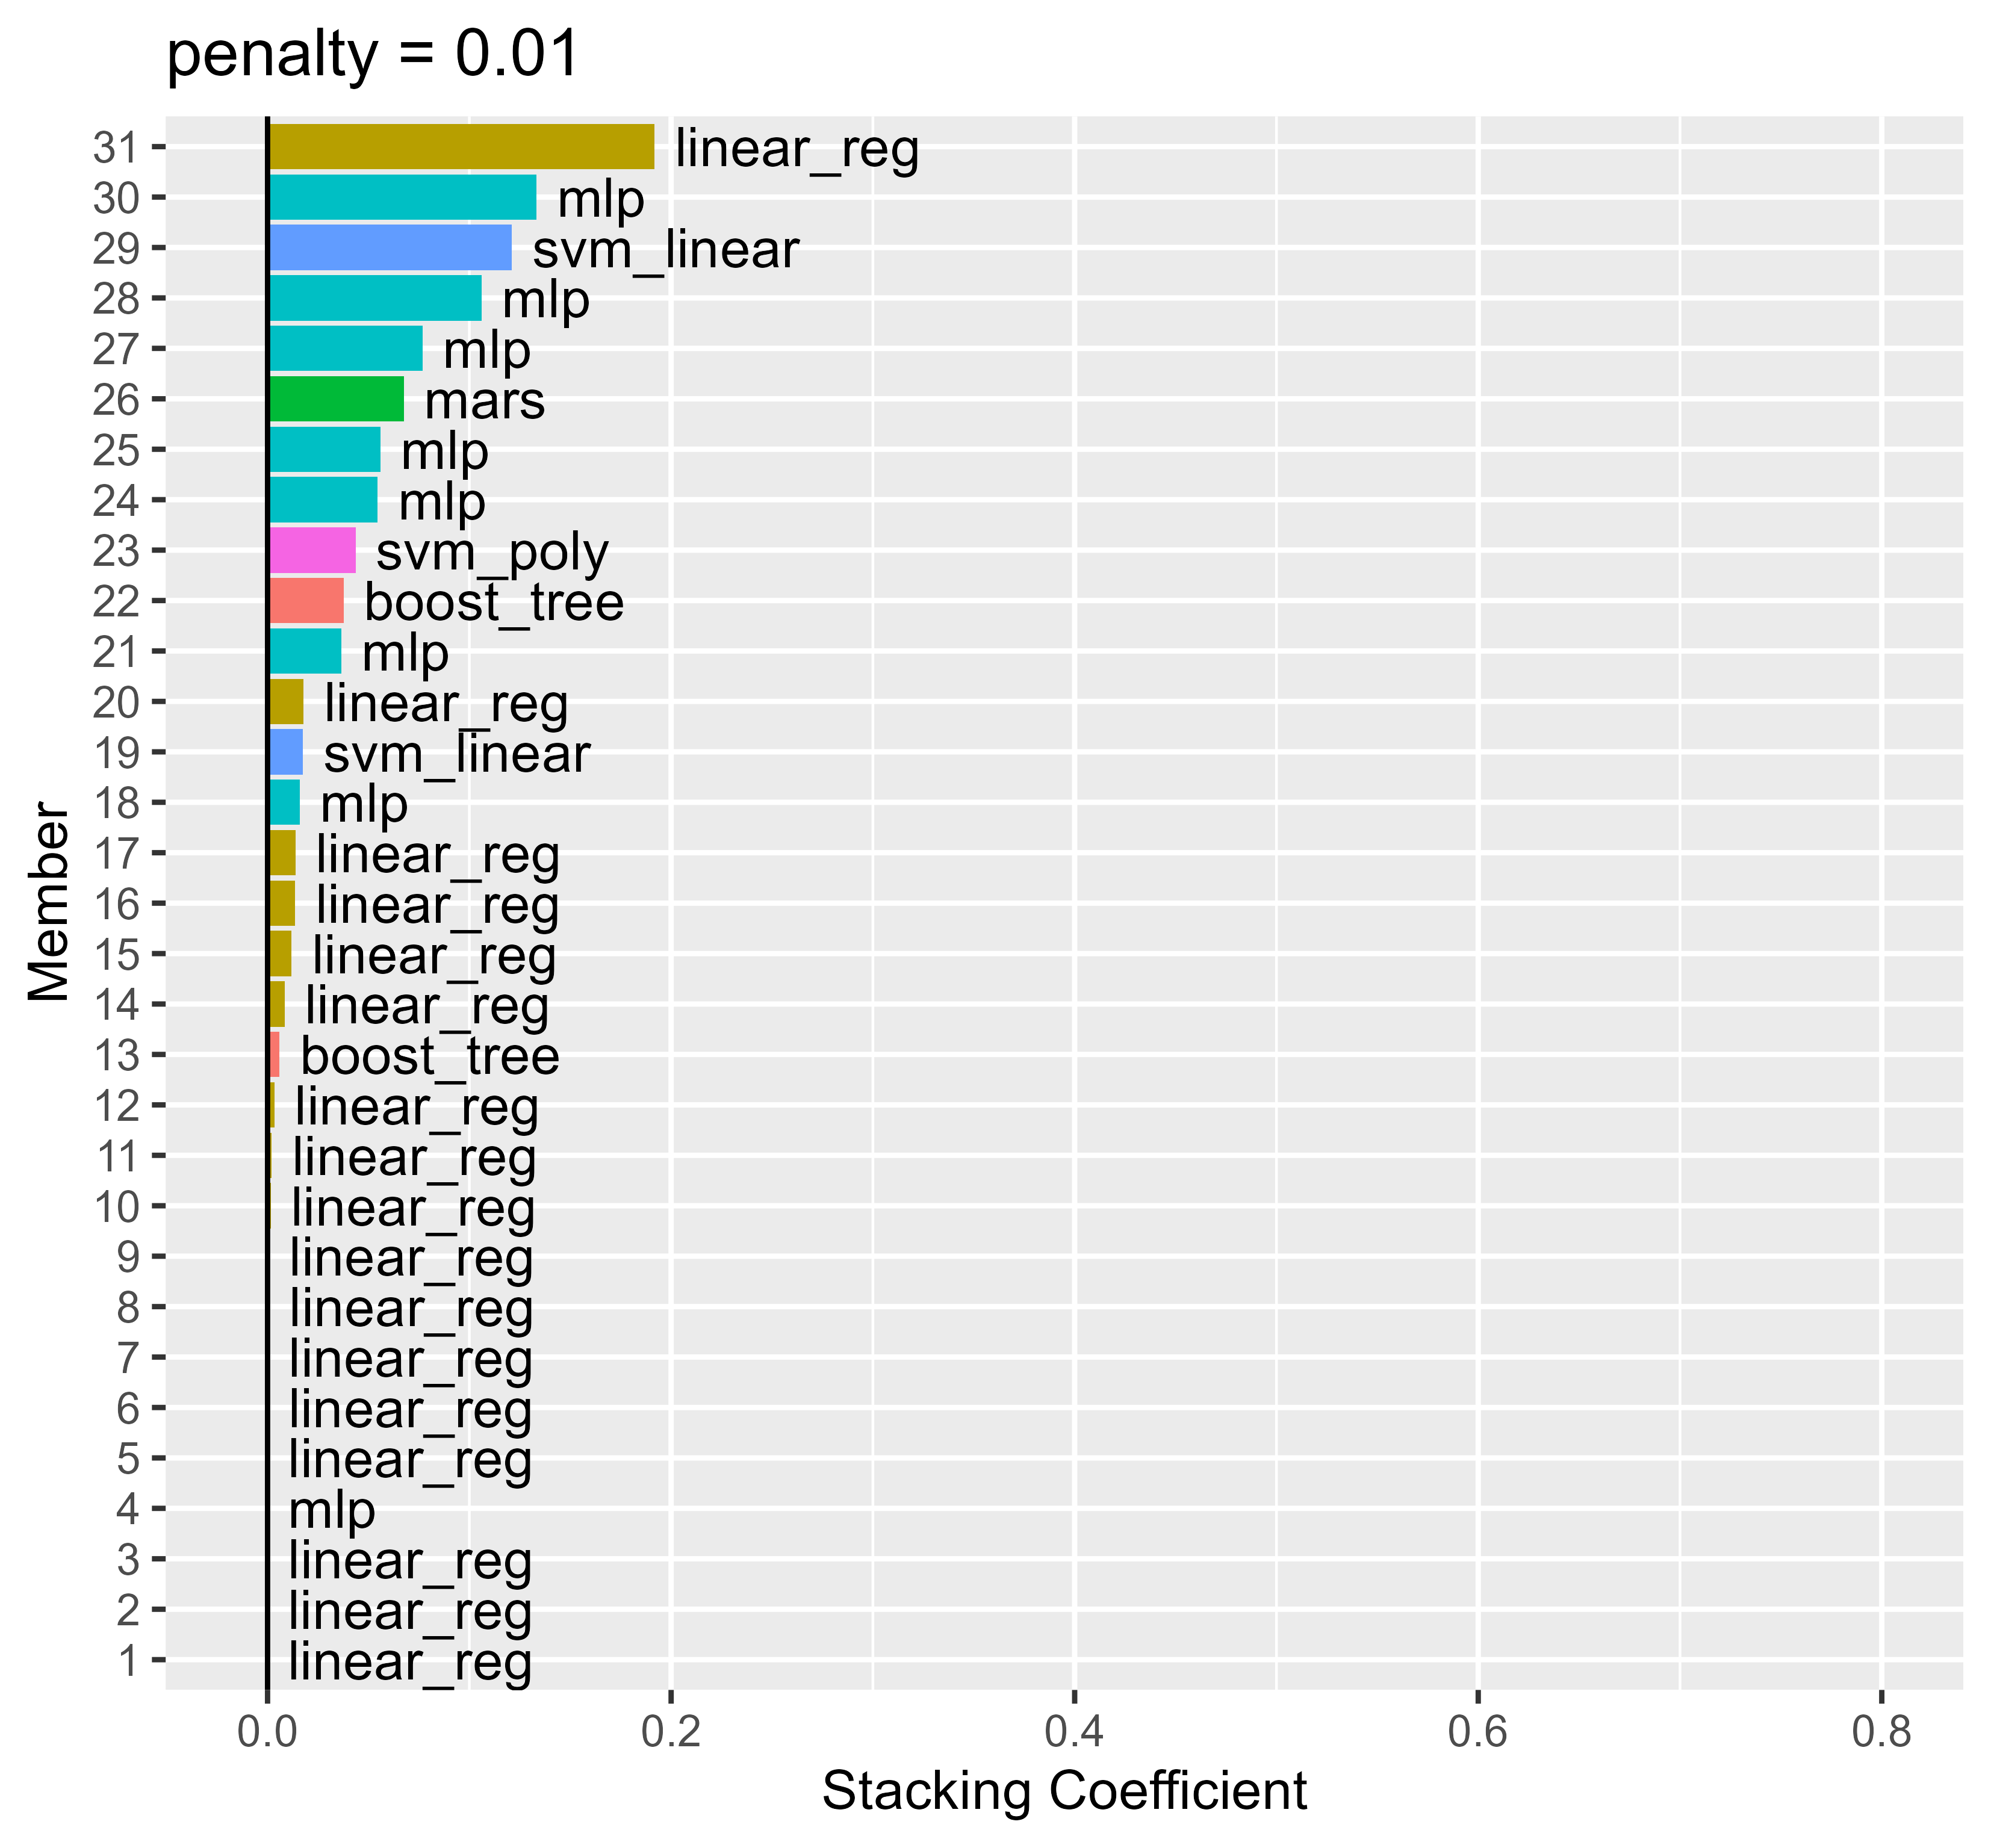 penalty = 0.01
31 linear_reg
30 mlp
29 svm_linear
28 mlp
27 mlp
26 mars
25 mlp
24 mlp
23 svm_poly
22 boost_tree
21 mlp
20 linear_reg
19 svm_linear
18 mlp
17 linear_reg
16 linear_reg
15 linear_reg
14 linear_reg
13 boost_tree
12 linear_reg
11 linear_reg
10 linear_reg
9 linear_reg
8 linear_reg
7 linear_reg
6 linear_reg
5 linear_reg
4 mlp
3 linear_reg
2 linear_reg
1 linear_reg
Member
0.0 0.2 0.4 0.6 0.8
Stacking Coefficient